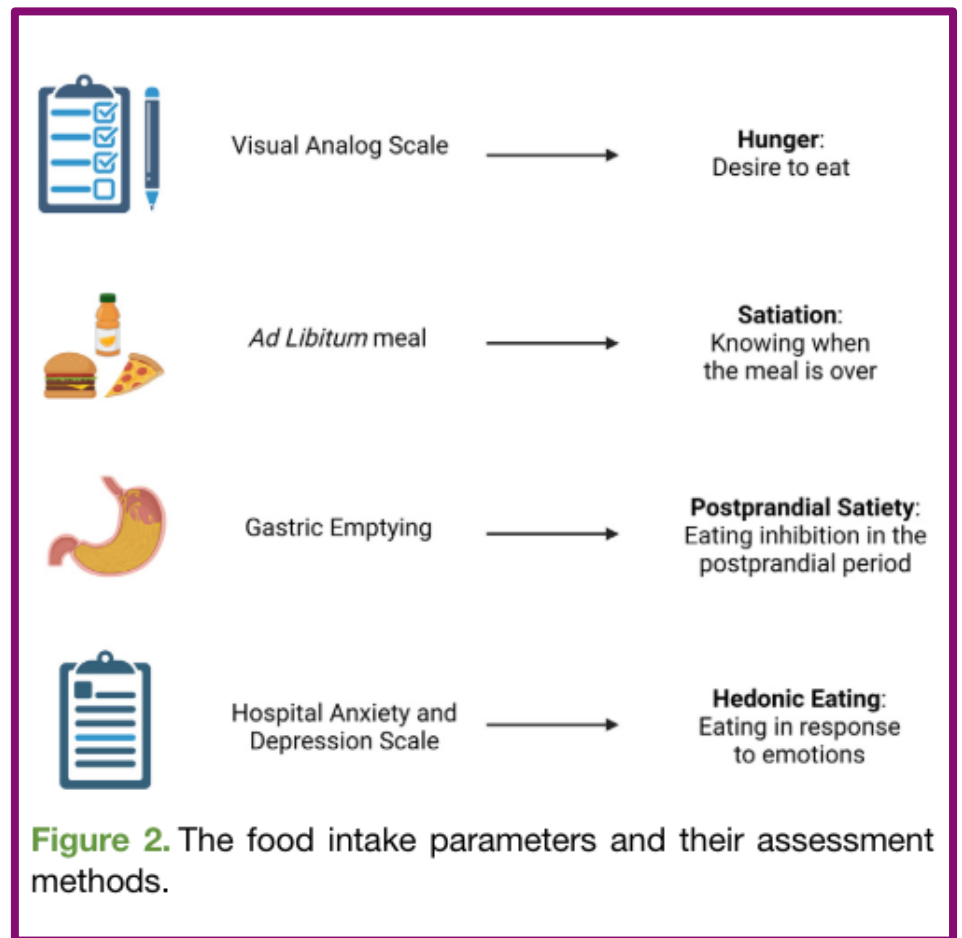 Visual Analog Scale
Hunger:
Desire to eat
Ad Libitum meal
Satiation:
Knowing when
the meal is over
Gastric Emptying
Postprandial Satiety:
Eating inhibition in the
postprandial period
Hospital Anxiety and
Depression Scale
Hedonic Eating:
Eating in response
to emotions
Figure 2. The food intake parameters and their assessment
methods.